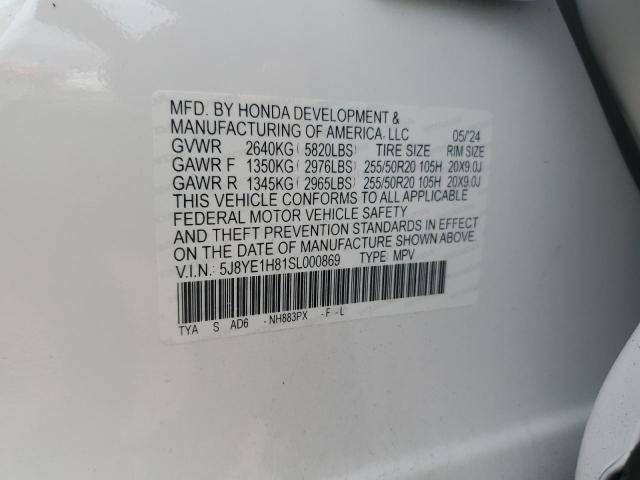 MFD. BY HONDA DEVELOPMENT &
MANUFACTURING OF AMERICA. LLC 05/'24
GVWR 2640KG ( 5820LBS ) TIRE SIZE RIM SIZE
GAWR F 1350KG ( 2976LBS ) 255/50R20 105H 20X9.0J
GAWR R 1345KG ( 2965LBS ) 255/50R20 105H 20X9.0J
THIS VEHICLE CONFORMS TO ALL APPLICABLE
FEDERAL MOTOR VEHICLE SAFETY
AND THEFT PREVENTION STANDARDS IN EFFECT
ON THE DATE OF MANUFACTURE SHOWN ABOVE.
V.I.N.: 5J8YE1H81SL000869 TYPE: MPV
TYA S AD6 -NH883PX -F -L